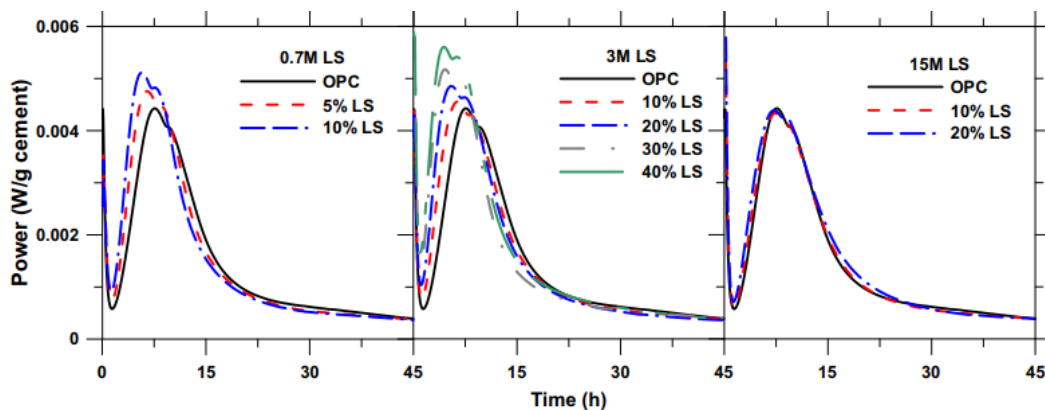 Power (W/g cement)
0.006
0.004
0.002
0
0.7M LS
OPC
5% LS
10% LS
3M LS
OPC
10% LS
20% LS
30% LS
40% LS
15M LS
OPC
10% LS
20% LS
0 15 30 45 15 30 45 15 30 45
Time (h)